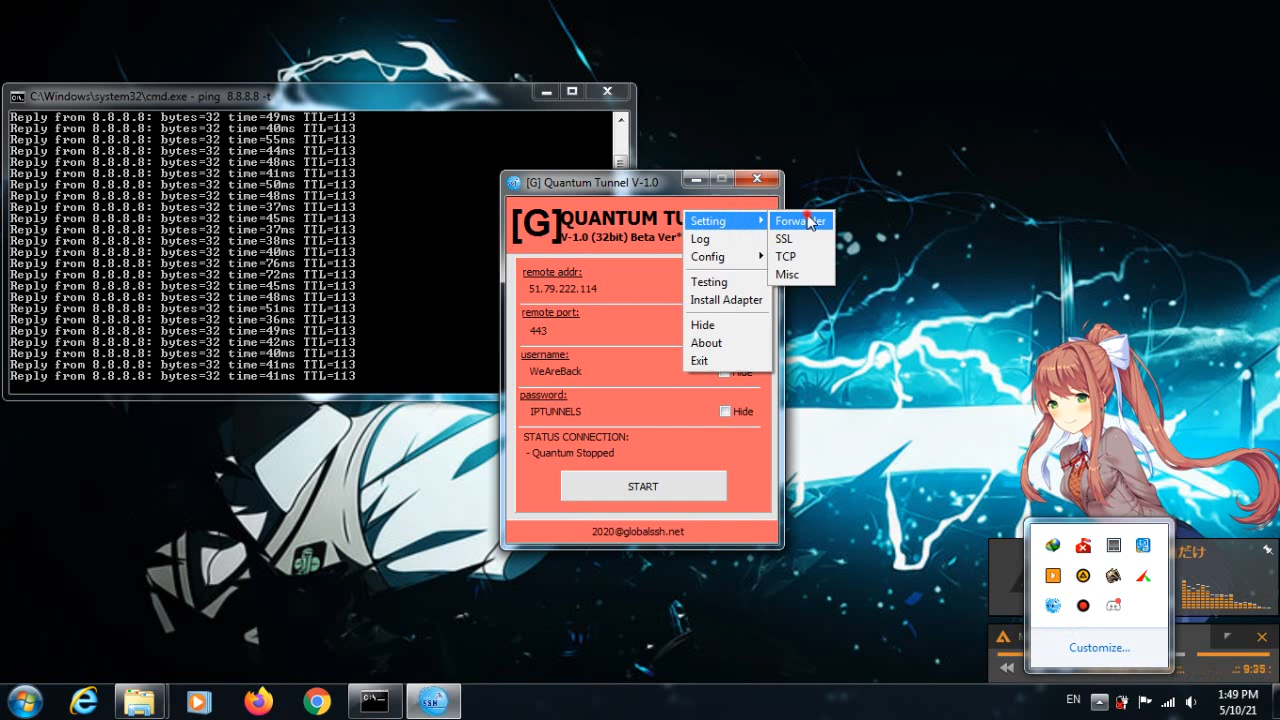 C:\Windows\system32\cmd.exe - ping  8.8.8.8 -t
Reply from 8.8.8.8: bytes=32 time=49ms TTL=113
Reply from 8.8.8.8: bytes=32 time=40ms TTL=113
Reply from 8.8.8.8: bytes=32 time=55ms TTL=113
Reply from 8.8.8.8: bytes=32 time=44ms TTL=113
Reply from 8.8.8.8: bytes=32 time=48ms TTL=113
Reply from 8.8.8.8: bytes=32 time=41ms TTL=113
Reply from 8.8.8.8: bytes=32 time=50ms TTL=113
Reply from 8.8.8.8: bytes=32 time=48ms TTL=113
Reply from 8.8.8.8: bytes=32 time=37ms TTL=113
Reply from 8.8.8.8: bytes=32 time=45ms TTL=113
Reply from 8.8.8.8: bytes=32 time=48ms TTL=113
Reply from 8.8.8.8: bytes=32 time=38ms TTL=113
Reply from 8.8.8.8: bytes=32 time=40ms TTL=113
Reply from 8.8.8.8: bytes=32 time=76ms TTL=113
Reply from 8.8.8.8: bytes=32 time=72ms TTL=113
Reply from 8.8.8.8: bytes=32 time=45ms TTL=113
Reply from 8.8.8.8: bytes=32 time=48ms TTL=113
Reply from 8.8.8.8: bytes=32 time=51ms TTL=113
Reply from 8.8.8.8: bytes=32 time=36ms TTL=113
Reply from 8.8.8.8: bytes=32 time=49ms TTL=113
Reply from 8.8.8.8: bytes=32 time=42ms TTL=113
Reply from 8.8.8.8: bytes=32 time=40ms TTL=113
Reply from 8.8.8.8: bytes=32 time=41ms TTL=113
Reply from 8.8.8.8: bytes=32 time=41ms TTL=113
[G] Quantum Tunnel V-1.0
[G] QUANTUM TU
V-1.0 (32bit) Beta Ver*
remote addr:
51.79.222.114
remote port:
443
username:
WeAreBack
Hide
password:
IPTUNNELS
Hide
STATUS CONNECTION:
- Quantum Stopped
START
2020@globalssh.net
Setting
Log
Config
Testing
Install Adapter
Hide
About
Exit
Forwarder
SSL
TCP
Misc
だけ
Customize...
9:35
SSH
EN
1:49 PM
5/10/21